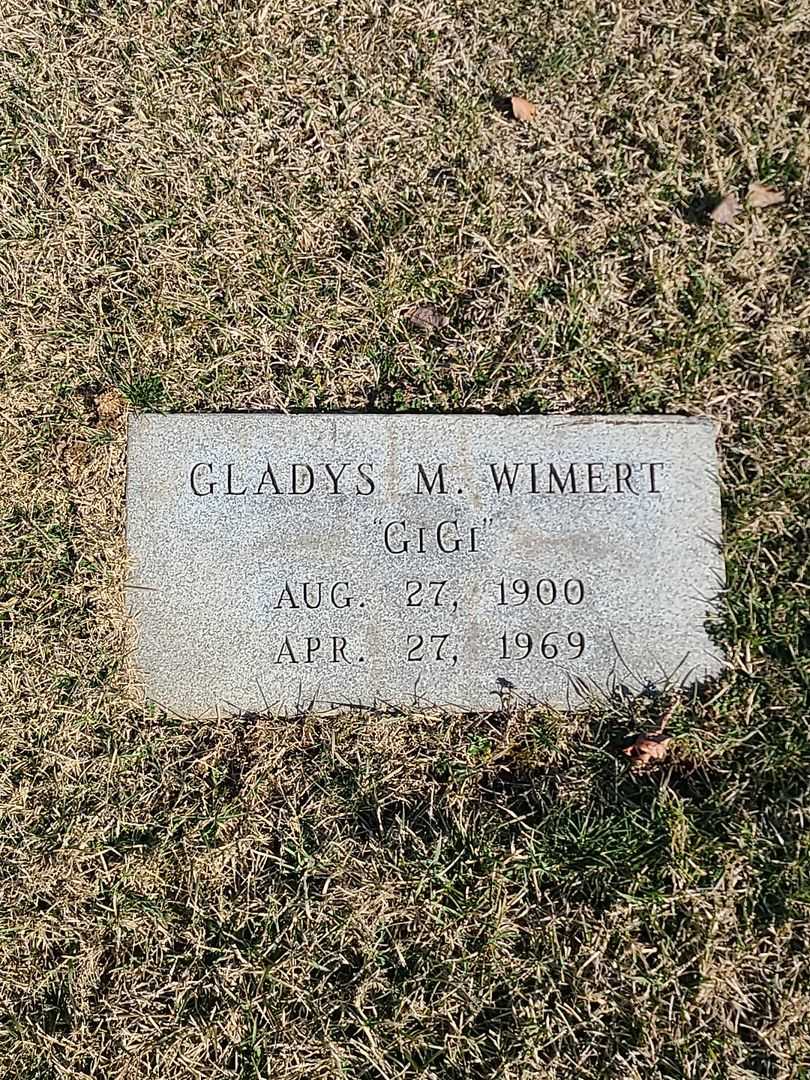 GLADYS M. WIMERT
"GIGI"
AUG. 27, 1900
APR. 27, 1969